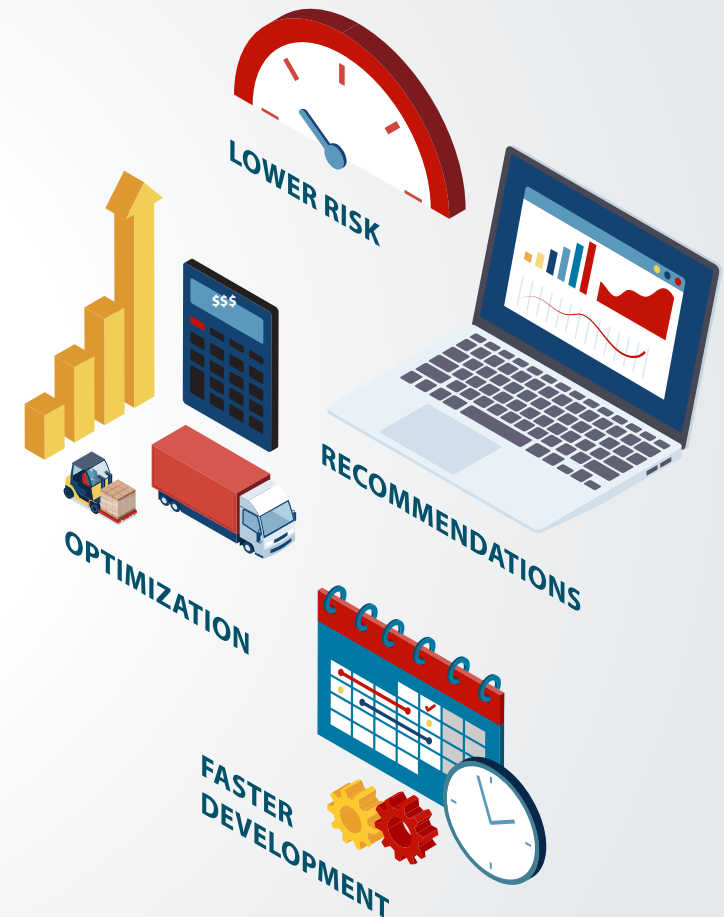 LOWER RISK
$$$
RECOMMENDATIONS
OPTIMIZATION
FASTER
DEVELOPMENT